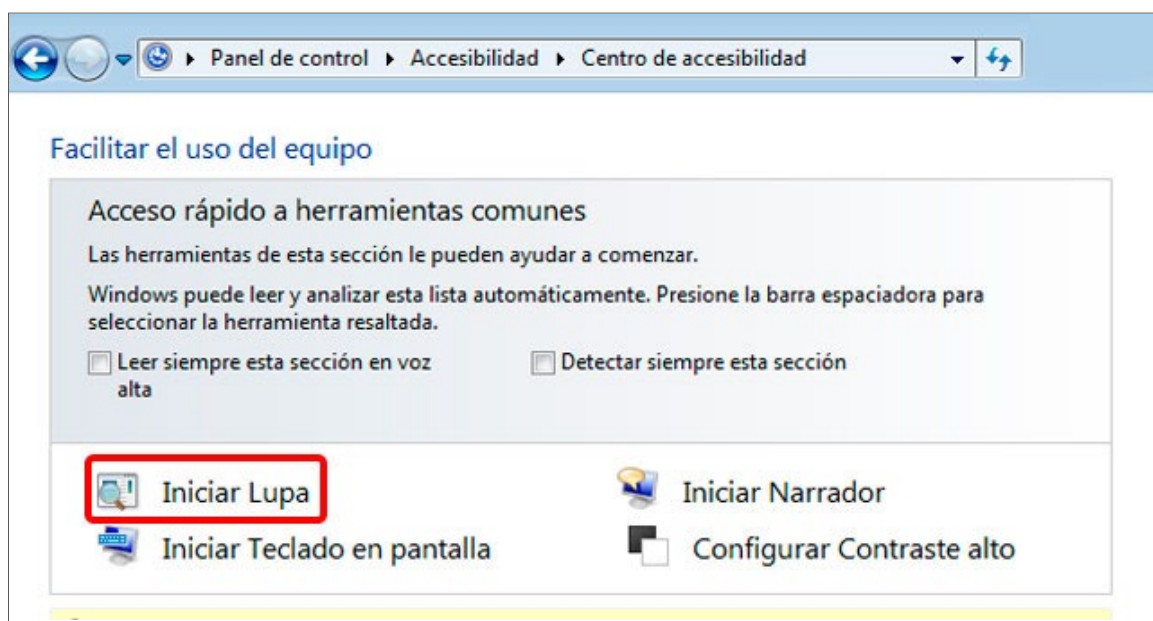 Panel de control ▸ Accesibilidad ▸ Centro de accesibilidad
Facilitar el uso del equipo
Acceso rápido a herramientas comunes
Las herramientas de esta sección le pueden ayudar a comenzar.
Windows puede leer y analizar esta lista automáticamente. Presione la barra espaciadora para
seleccionar la herramienta resaltada.
Leer siempre esta sección en voz
alta
Detectar siempre esta sección
Iniciar Lupa
Iniciar Narrador
Iniciar Teclado en pantalla
Configurar Contraste alto